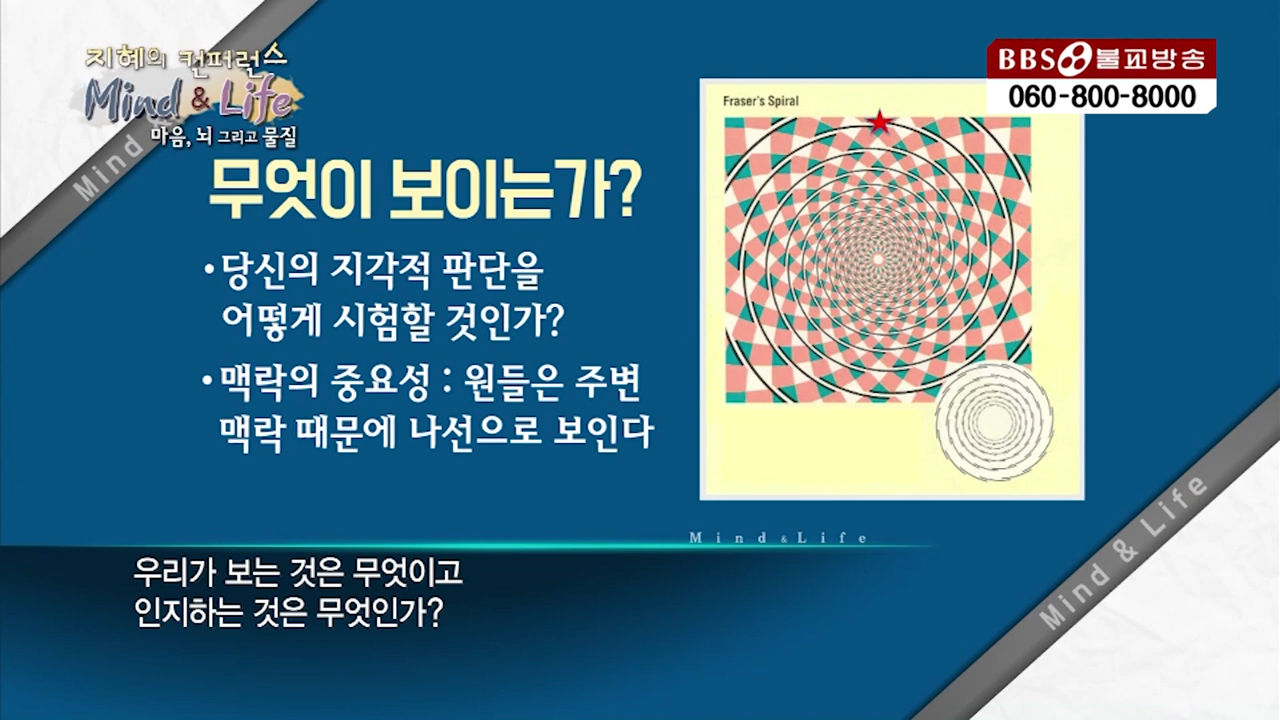 지혜의 컨퍼런스
Mind & Life
마음, 뇌 그리고 물질
BBS 불교방송
060-800-8000
Mind
무엇이 보이는가?
• 당신의 지각적 판단을
어떻게 시험할 것인가?
• 맥락의 중요성 : 원들은 주변
맥락 때문에 나선으로 보인다
Fraser's Spiral
Mind & Life
Mind & Life
우리가 보는 것은 무엇이고
인지하는 것은 무엇인가?